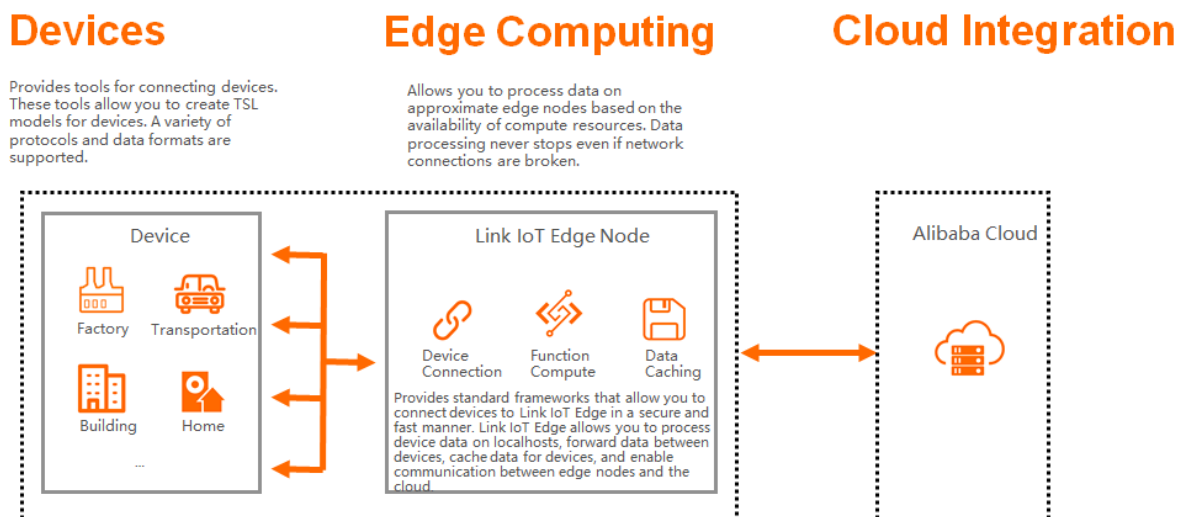 Devices
Edge Computing
Cloud Integration
Provides tools for connecting devices.
These tools allow you to create TSL
models for devices. A variety of
protocols and data formats are
supported.
Allows you to process data on
approximate edge nodes based on the
availability of compute resources. Data
processing never stops even if network
connections are broken.
Device
Factory
Transportation
Building
Home
...
Link IoT Edge Node
Device
Connection
Function
Compute
Data
Caching
Provides standard frameworks that allow you to
connect devices to Link IoT Edge in a secure and
fast manner. Link IoT Edge allows you to process
device data on localhosts, forward data between
devices, cache data for devices, and enable
communication between edge nodes and the
cloud.
Alibaba Cloud